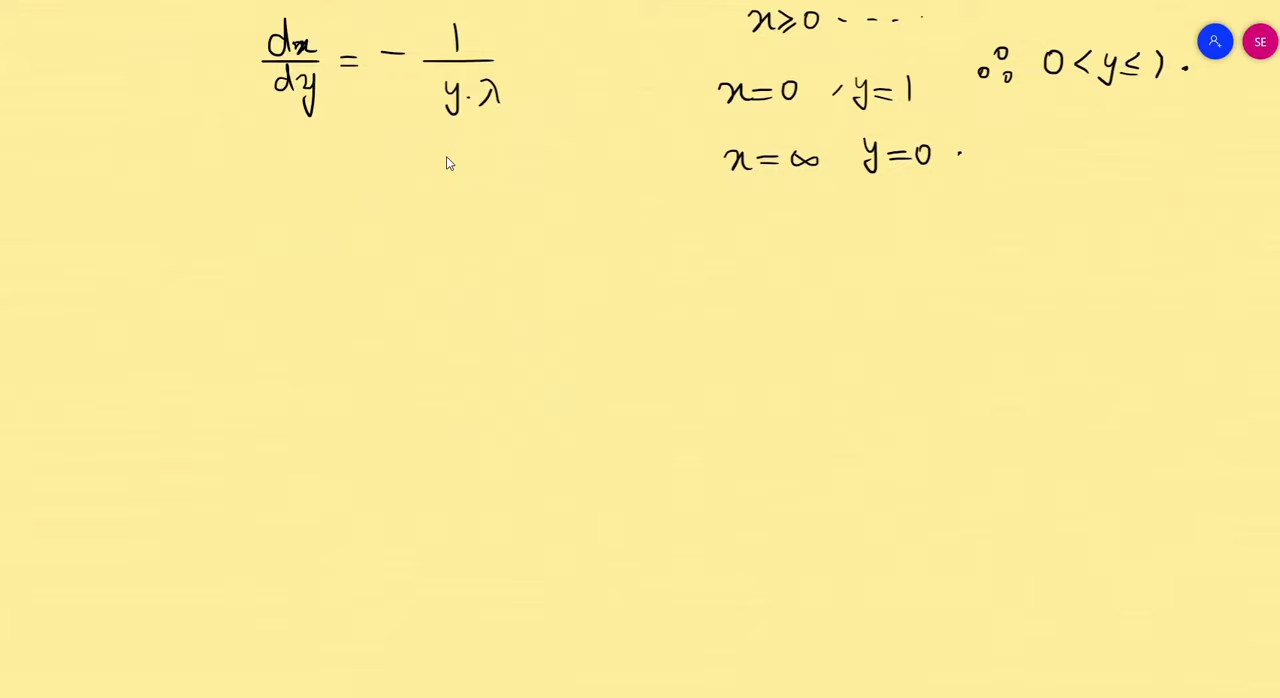 dx/dy = - 1/(y·λ)
x≥0 - - - -
x=0 , y=1
∴ 0<y≤1.
x=∞ y=0 .
SE